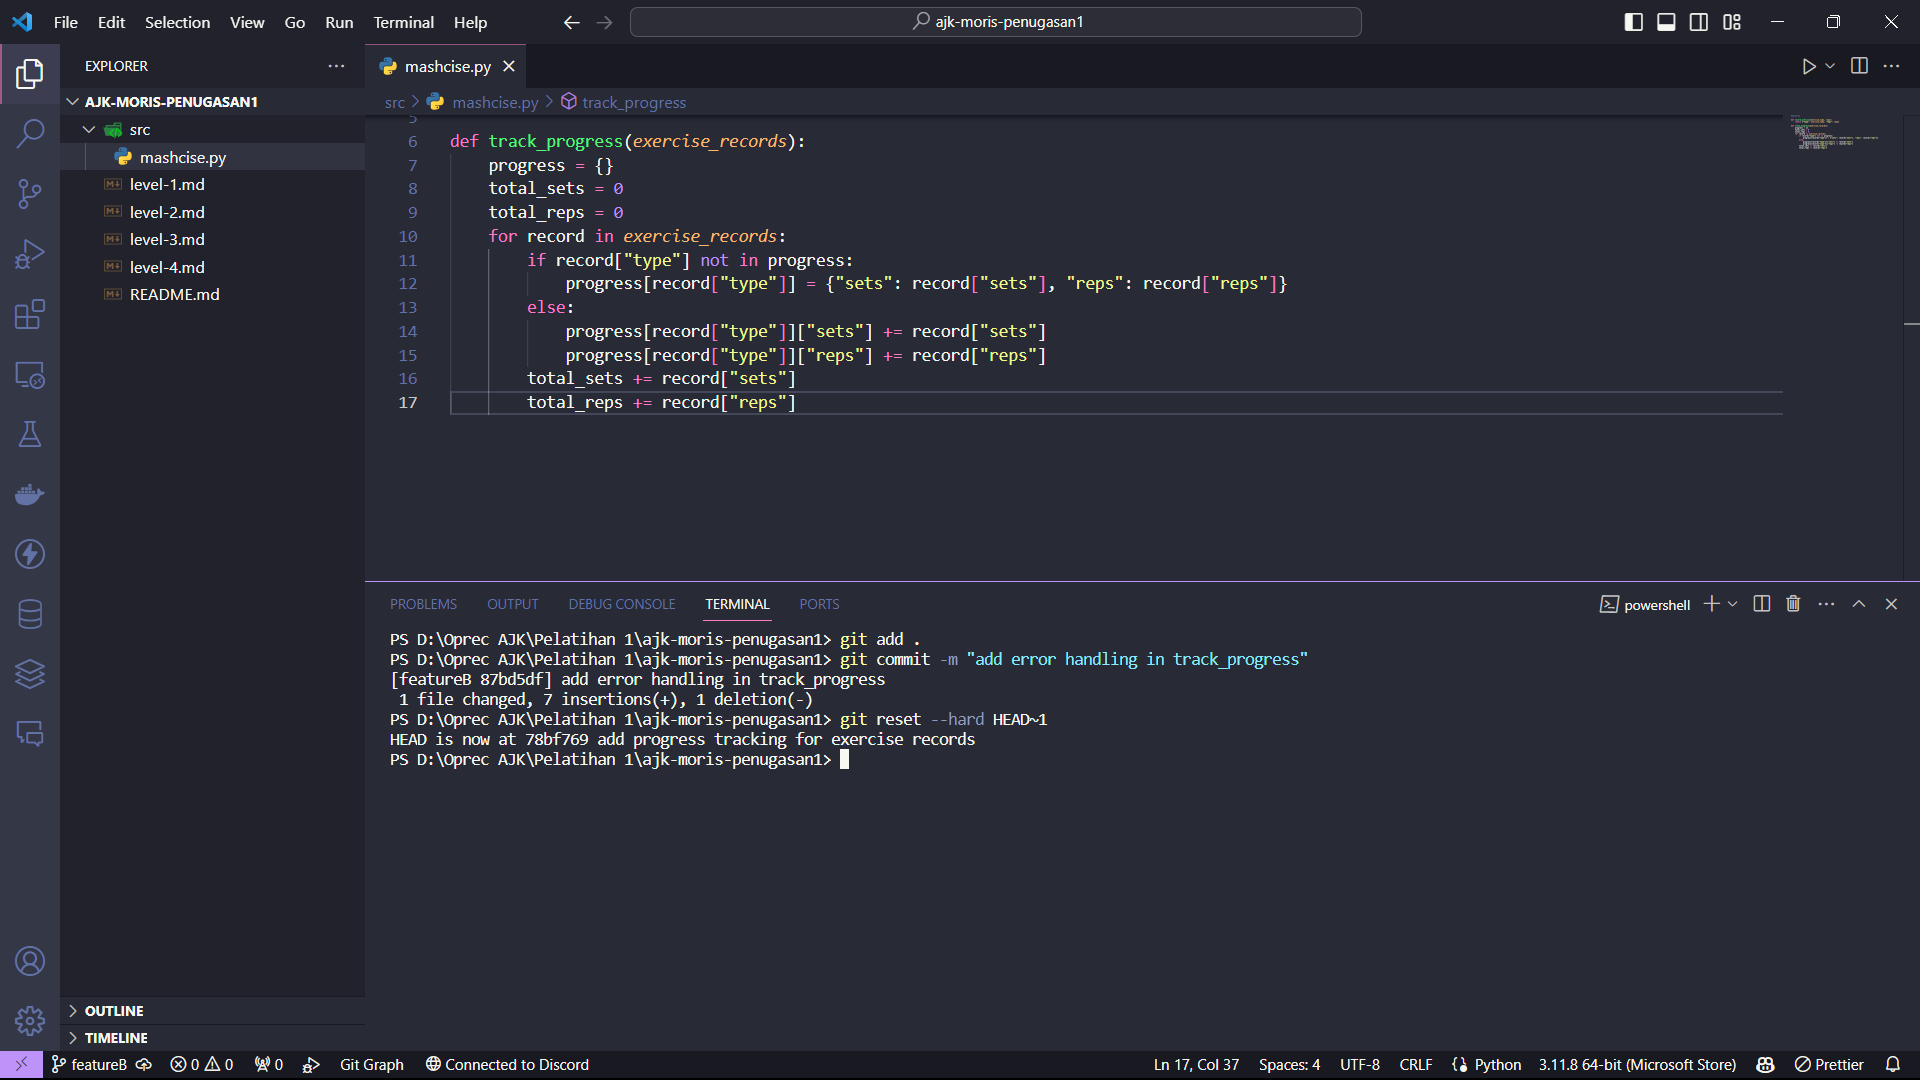 File Edit Selection View Go Run Terminal Help
ajk-moris-penugasan1
EXPLORER
mashcise.py
AJK-MORIS-PENUGASAN1
src
mashcise.py
level-1.md
level-2.md
level-3.md
level-4.md
README.md
OUTLINE
TIMELINE
src > mashcise.py > track_progress
5
6 def track_progress(exercise_records):
7 progress = {}
8 total_sets = 0
9 total_reps = 0
10 for record in exercise_records:
11 if record["type"] not in progress:
12 progress[record["type"]] = {"sets": record["sets"], "reps": record["reps"]}
13 else:
14 progress[record["type"]]["sets"] += record["sets"]
15 progress[record["type"]]["reps"] += record["reps"]
16 total_sets += record["sets"]
17 total_reps += record["reps"]
PROBLEMS OUTPUT DEBUG CONSOLE TERMINAL PORTS
powershell
PS D:\Oprec AJK\Pelatihan 1\ajk-moris-penugasan1> git add .
PS D:\Oprec AJK\Pelatihan 1\ajk-moris-penugasan1> git commit -m "add error handling in track_progress"
[featureB 87bd5df] add error handling in track_progress
1 file changed, 7 insertions(+), 1 deletion(-)
PS D:\Oprec AJK\Pelatihan 1\ajk-moris-penugasan1> git reset --hard HEAD~1
HEAD is now at 78bf769 add progress tracking for exercise records
PS D:\Oprec AJK\Pelatihan 1\ajk-moris-penugasan1>
featureB 0 0 0 Git Graph Connected to Discord Ln 17, Col 37 Spaces: 4 UTF-8 CRLF Python 3.11.8 64-bit (Microsoft Store) Prettier